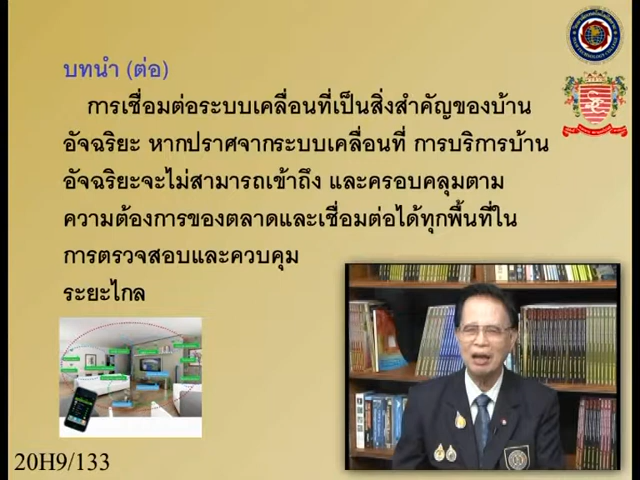 บทนำ (ต่อ)
การเชื่อมต่อระบบเคลื่อนที่เป็นสิ่งสำคัญของบ้าน
อัจฉริยะ หากปราศจากระบบเคลื่อนที่ การบริการบ้าน
อัจฉริยะจะไม่สามารถเข้าถึง และครอบคลุมตาม
ความต้องการของตลาดและเชื่อมต่อได้ทุกพื้นที่ใน
การตรวจสอบและควบคุม
ระยะไกล
20H9/133